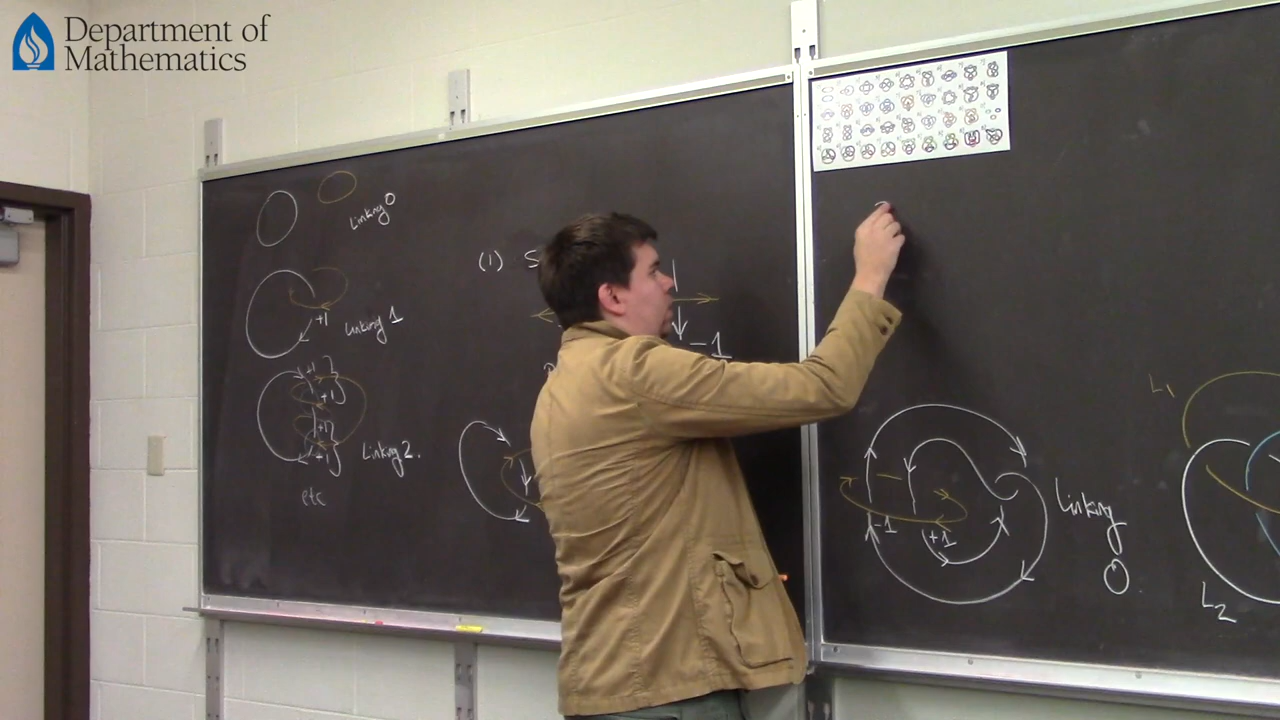 Department of
Mathematics
Linking 0
+1
Linking 1
+1
+1
+1
+1
Linking 2.
etc
(1) S
-1
-1
+1
Linking
0
L1
L2